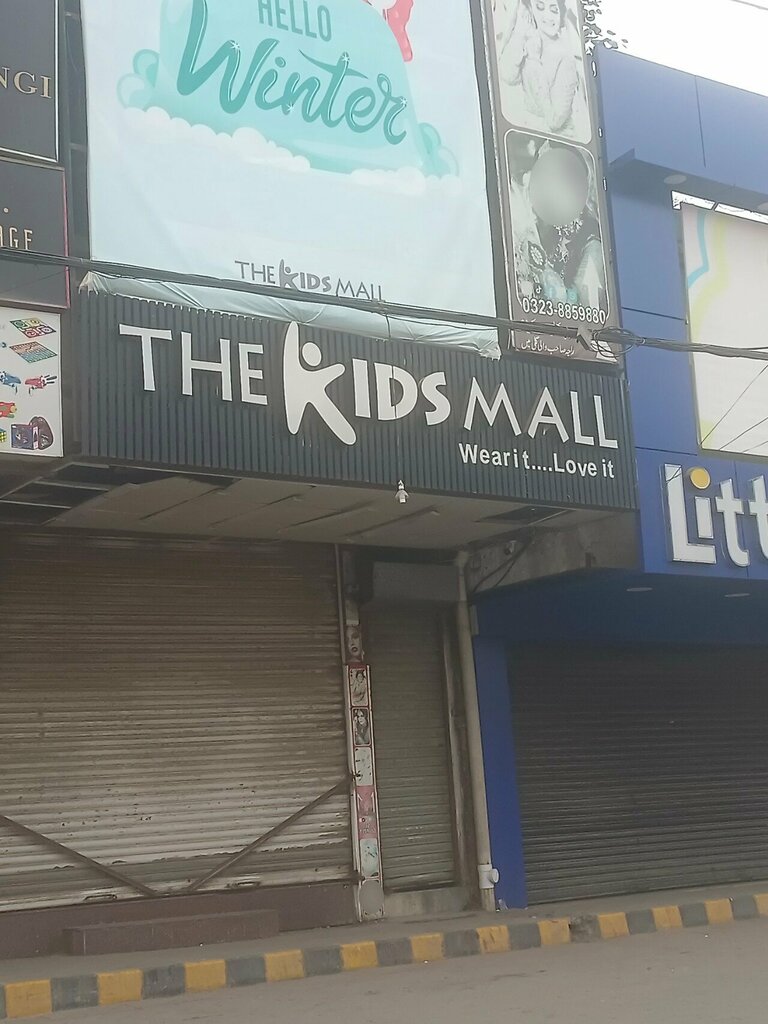 HELLO
Winter
NGI
AGE
THE KIDS MALL
0323-8859880
THE KIDS MALL
Wear it....Love it
Litt